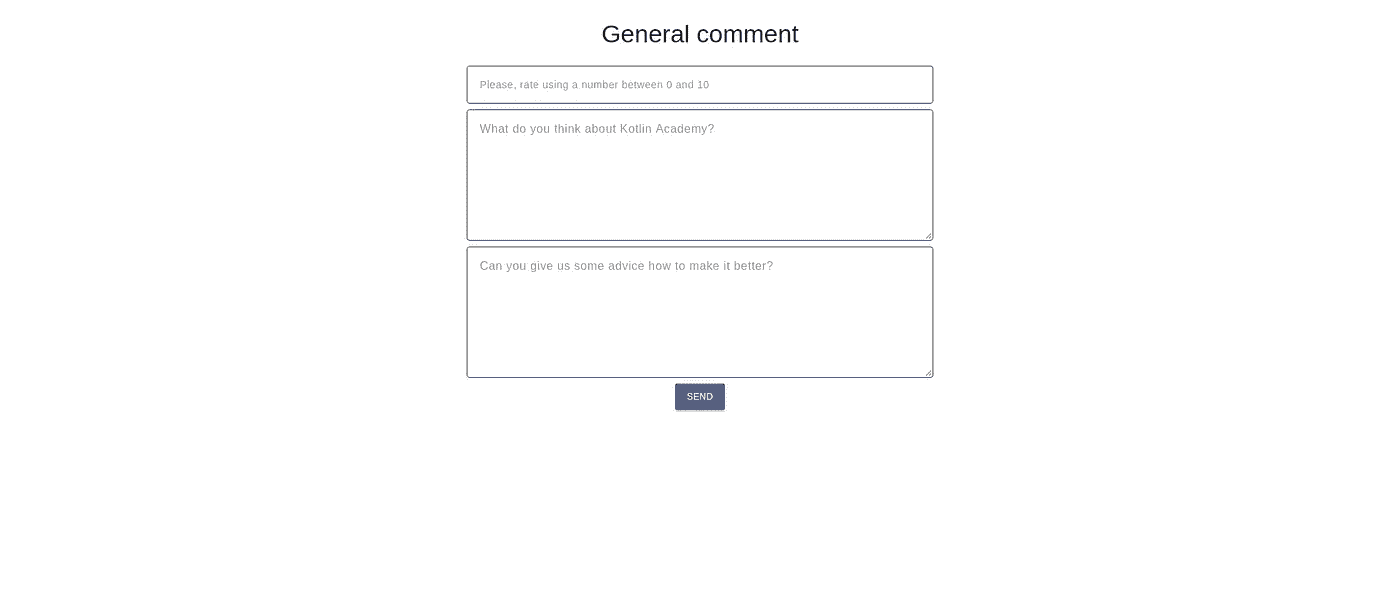 General comment
Please, rate using a number between 0 and 10
What do you think about Kotlin Academy?
Can you give us some advice how to make it better?
SEND